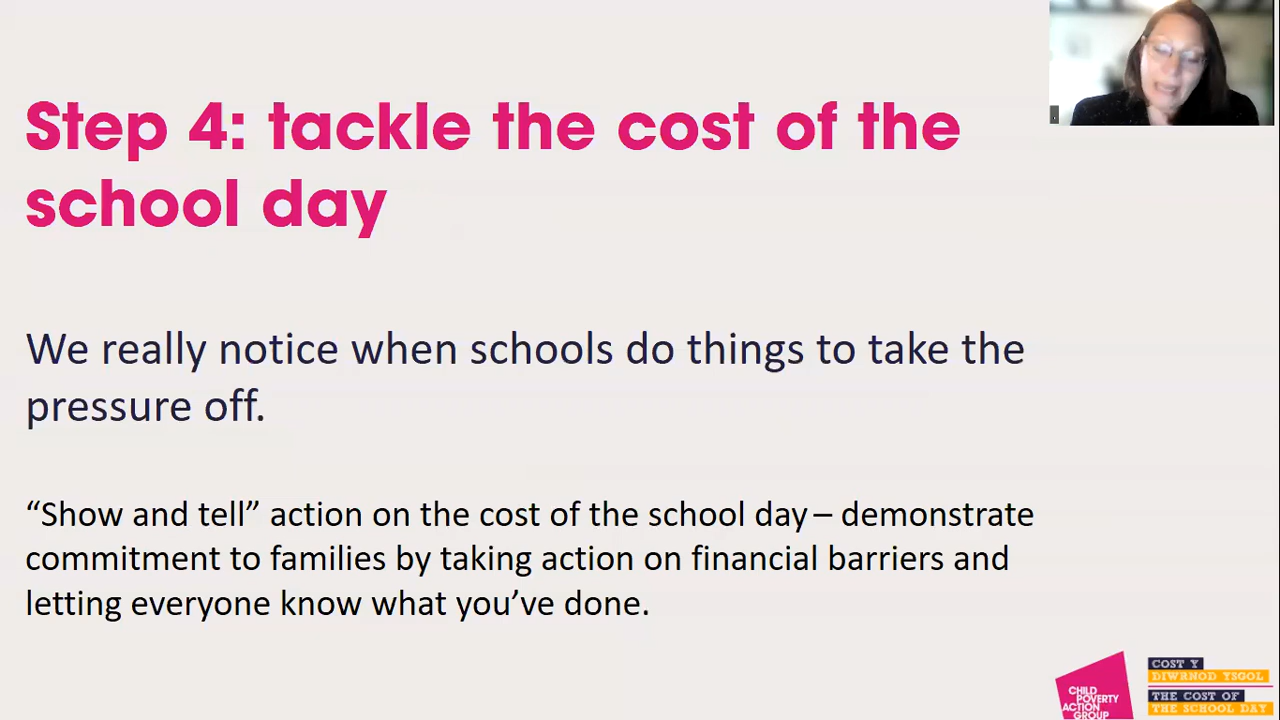 Step 4: tackle the cost of the
school day
We really notice when schools do things to take the
pressure off.
“Show and tell” action on the cost of the school day – demonstrate
commitment to families by taking action on financial barriers and
letting everyone know what you’ve done.
CHILD
POVERTY
ACTION
GROUP
COST Y
DIWRNOD YSGOL
THE COST OF
THE SCHOOL DAY